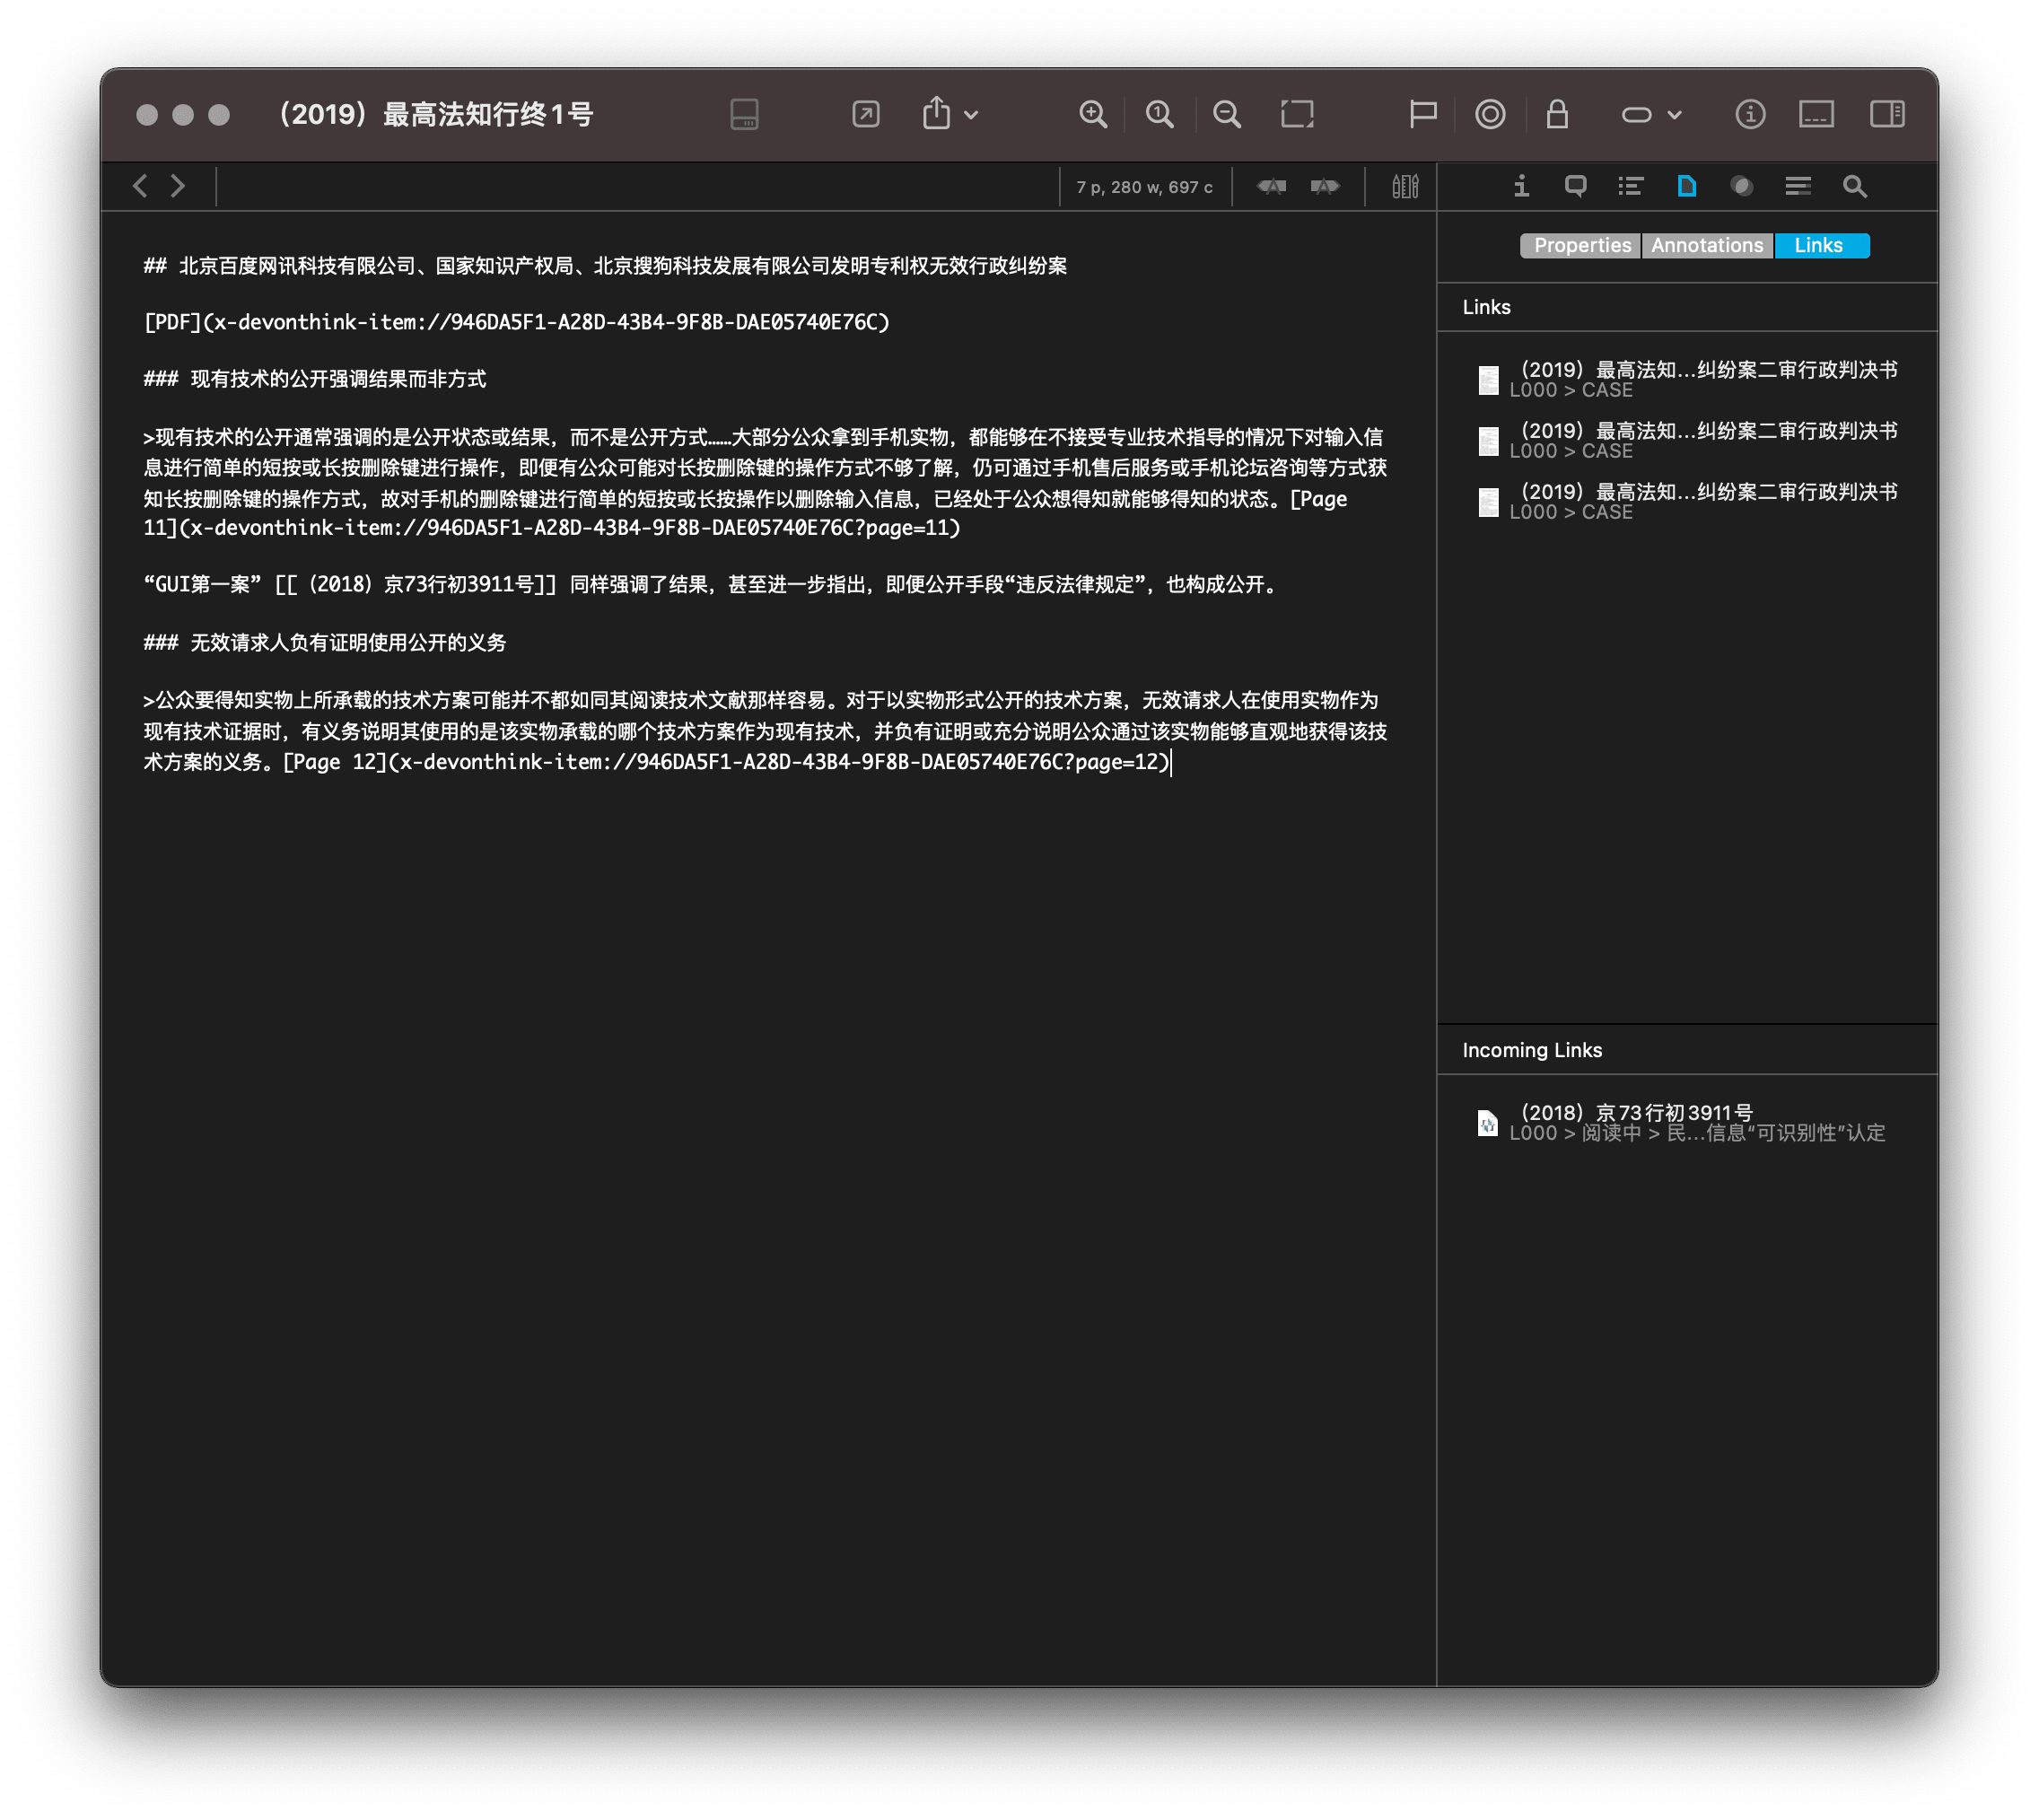 （2019）最高法知行终1号
7 p, 280 w, 697 c
## 北京百度网讯科技有限公司、国家知识产权局、北京搜狗科技发展有限公司发明专利权无效行政纠纷案
[PDF](x-devonthink-item://946DA5F1-A28D-43B4-9F8B-DAE05740E76C)
### 现有技术的公开强调结果而非方式
>现有技术的公开通常强调的是公开状态或结果，而不是公开方式……大部分公众拿到手机实物，都能够在不接受专业技术指导的情况下对输入信
息进行简单的短按或长按删除键进行操作，即便有公众可能对长按删除键的操作方式不够了解，仍可通过手机售后服务或手机论坛咨询等方式获
知长按删除键的操作方式，故对手机的删除键进行简单的短按或长按操作以删除输入信息，已经处于公众想得知就能够得知的状态。[Page
11](x-devonthink-item://946DA5F1-A28D-43B4-9F8B-DAE05740E76C?page=11)
“GUI第一案” [[（2018）京73行初3911号]] 同样强调了结果，甚至进一步指出，即便公开手段“违反法律规定”，也构成公开。
### 无效请求人负有证明使用公开的义务
>公众要得知实物上所承载的技术方案可能并不都如同其阅读技术文献那样容易。对于以实物形式公开的技术方案，无效请求人在使用实物作为
现有技术证据时，有义务说明其使用的是该实物承载的哪个技术方案作为现有技术，并负有证明或充分说明公众通过该实物能够直观地获得该技
术方案的义务。[Page 12](x-devonthink-item://946DA5F1-A28D-43B4-9F8B-DAE05740E76C?page=12)
Properties Annotations Links
Links
（2019）最高法知…纠纷案二审行政判决书
L000 > CASE
（2019）最高法知…纠纷案二审行政判决书
L000 > CASE
（2019）最高法知…纠纷案二审行政判决书
L000 > CASE
Incoming Links
（2018）京73行初3911号
L000 > 阅读中 > 民…信息“可识别性”认定